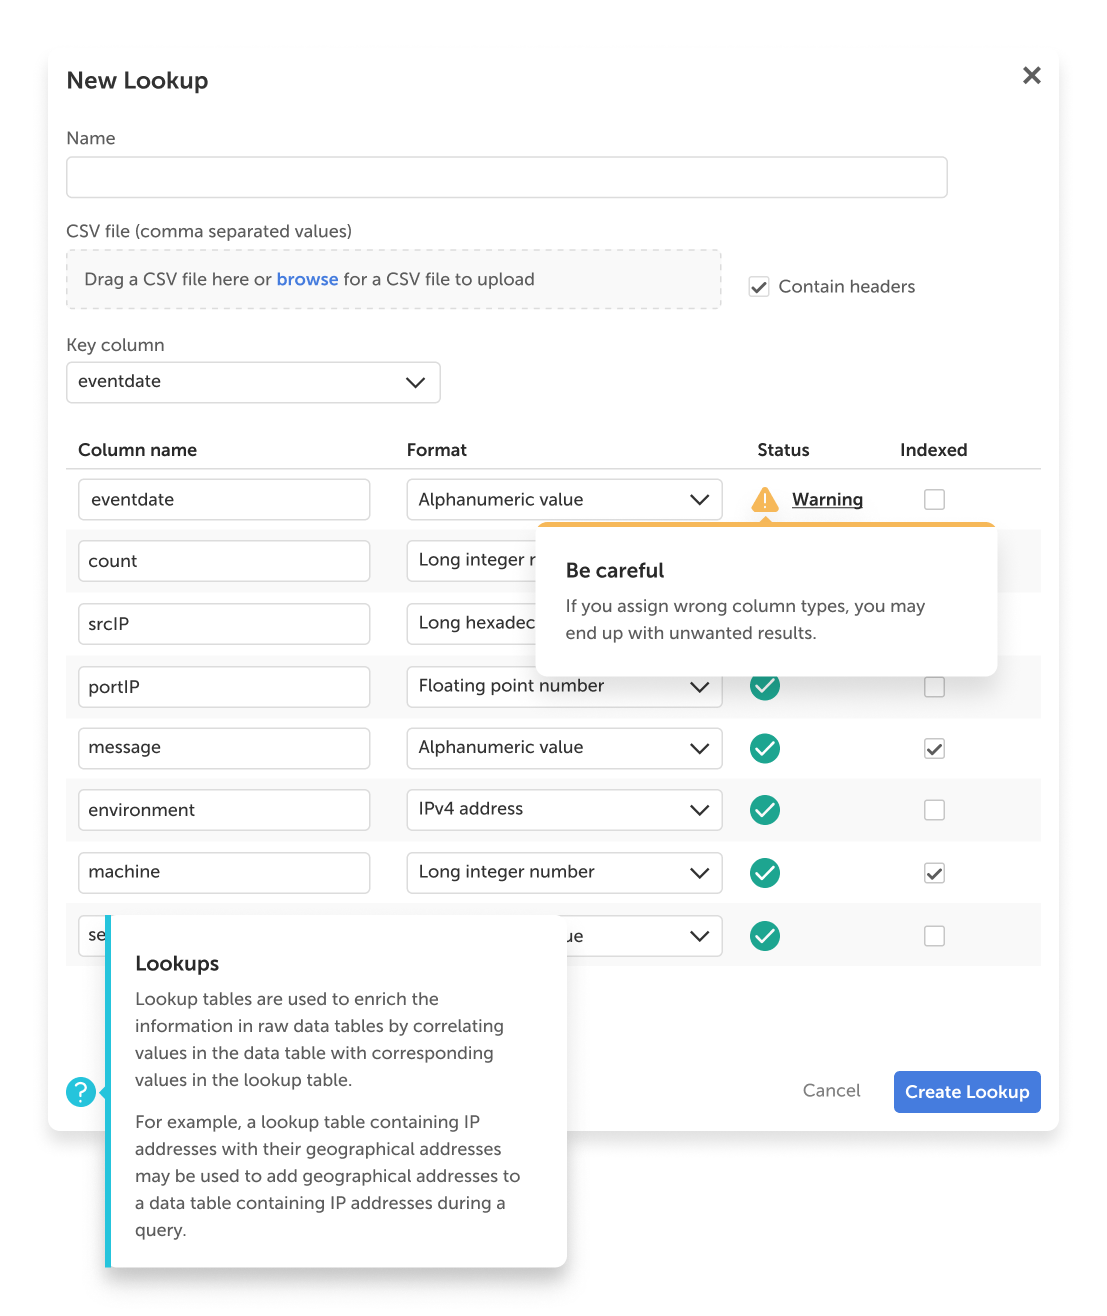 New Lookup
Name
CSV file (comma separated values)
Drag a CSV file here or browse for a CSV file to upload
Contain headers
Key column
eventdate
Column name Format Status Indexed
eventdate Alphanumeric value Warning
count Long integer
Be careful
If you assign wrong column types, you may
end up with unwanted results.
srcIP Long
portIP Floating point number
message Alphanumeric value
environment IPv4 address
machine Long integer number
Lookups
Lookup tables are used to enrich the
information in raw data tables by correlating
values in the data table with corresponding
values in the lookup table.
For example, a lookup table containing IP
addresses with their geographical addresses
may be used to add geographical addresses to
a data table containing IP addresses during a
query.
?
Cancel Create Lookup